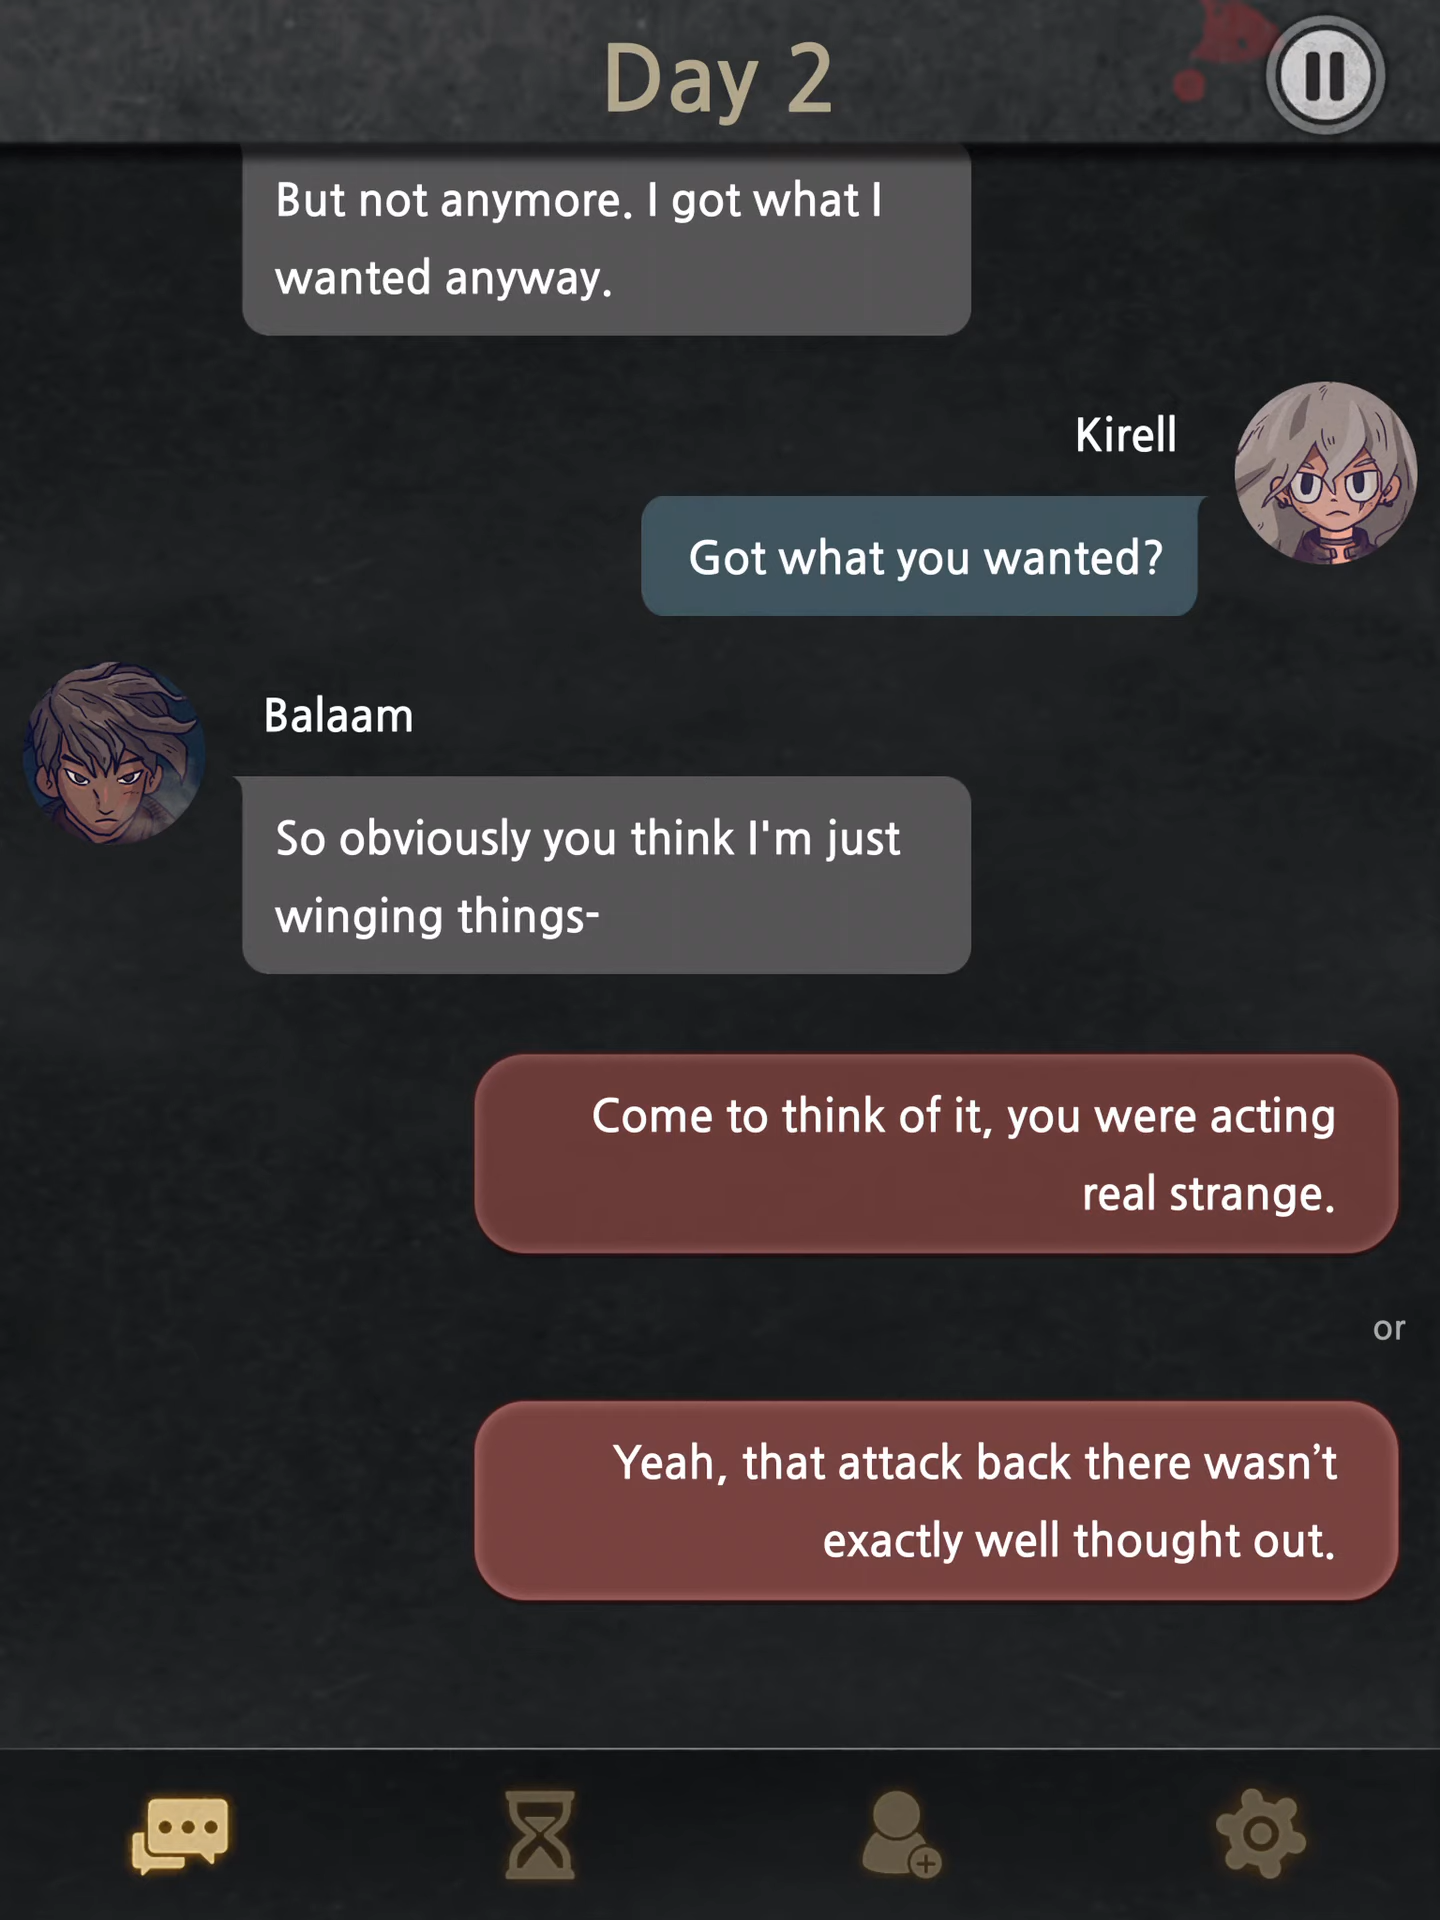 Day 2
But not anymore. I got what I
wanted anyway.
Kirell
Got what you wanted?
Balaam
So obviously you think I'm just
winging things-
Come to think of it, you were acting
real strange.
or
Yeah, that attack back there wasn’t
exactly well thought out.